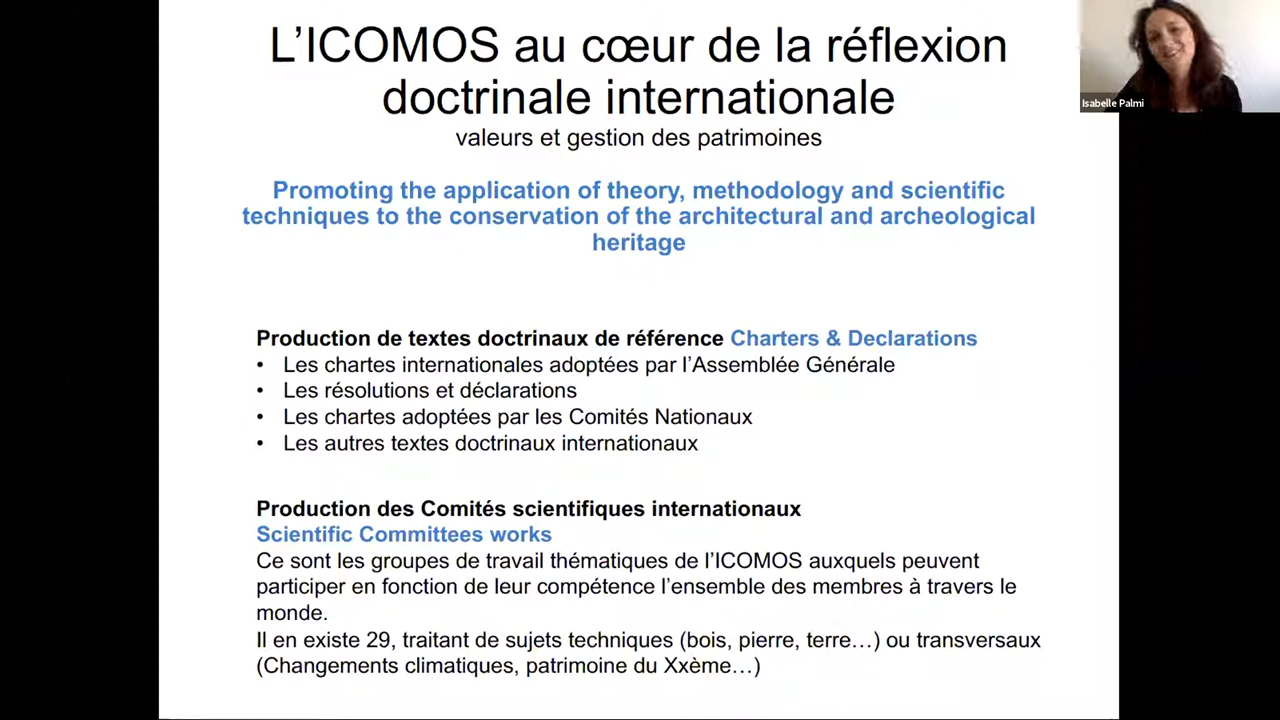 L'ICOMOS au cœur de la réflexion
doctrinale internationale
valeurs et gestion des patrimoines
Promoting the application of theory, methodology and scientific
techniques to the conservation of the architectural and archeological
heritage
Production de textes doctrinaux de référence Charters & Declarations
• Les chartes internationales adoptées par l'Assemblée Générale
• Les résolutions et déclarations
• Les chartes adoptées par les Comités Nationaux
• Les autres textes doctrinaux internationaux
Production des Comités scientifiques internationaux
Scientific Committees works
Ce sont les groupes de travail thématiques de l'ICOMOS auxquels peuvent
participer en fonction de leur compétence l'ensemble des membres à travers le
monde.
Il en existe 29, traitant de sujets techniques (bois, pierre, terre…) ou transversaux
(Changements climatiques, patrimoine du Xxème…)
Isabelle Palmi